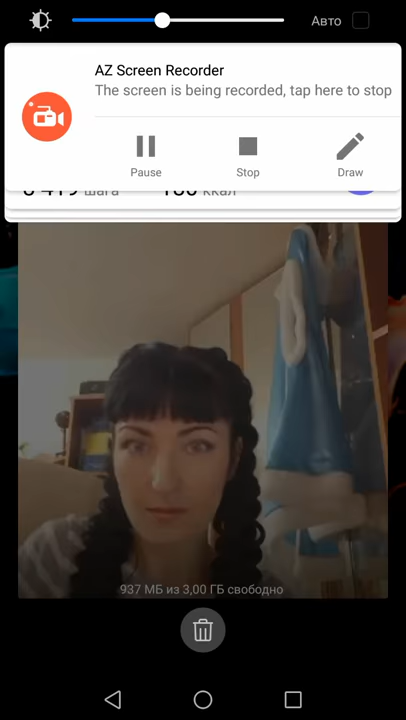 Авто
AZ Screen Recorder
The screen is being recorded, tap here to stop
Pause Stop Draw
шага ккал
937 МБ из 3,00 ГБ свободно